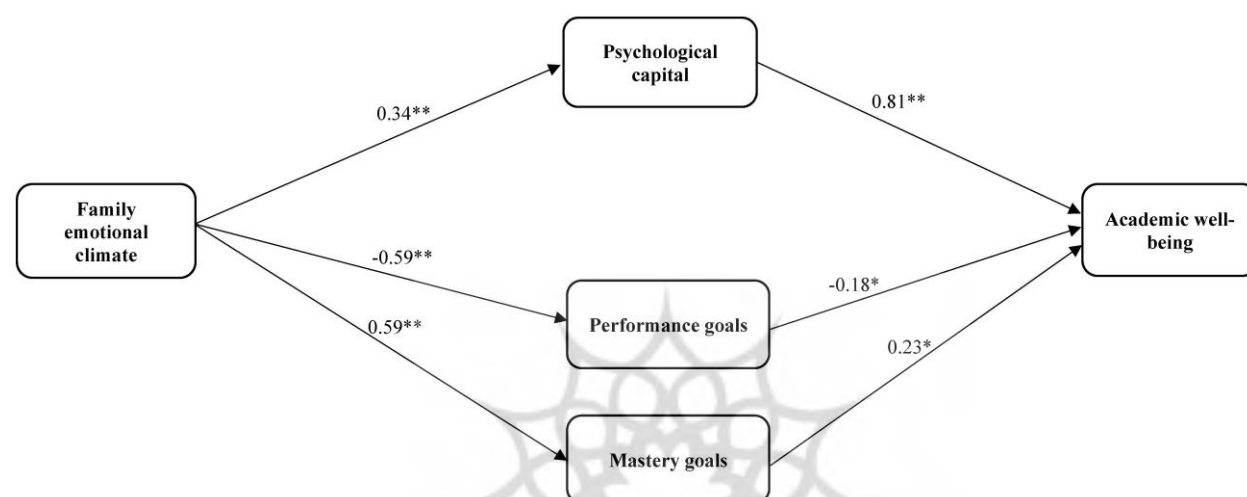 Psychological
capital
0.34**
0.81**
Family
emotional
climate
Academic well-
being
-0.59**
-0.18*
Performance goals
0.59**
0.23*
Mastery goals